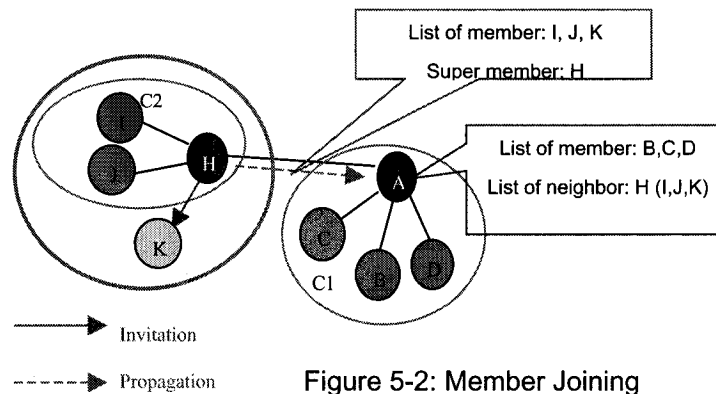 List of member: I, J, K
Super member: H
C2
H
A
List of member: B,C,D
List of neighbor: H (I,J,K)
K
C
C1
B
D
Invitation
Propagation
Figure 5-2: Member Joining